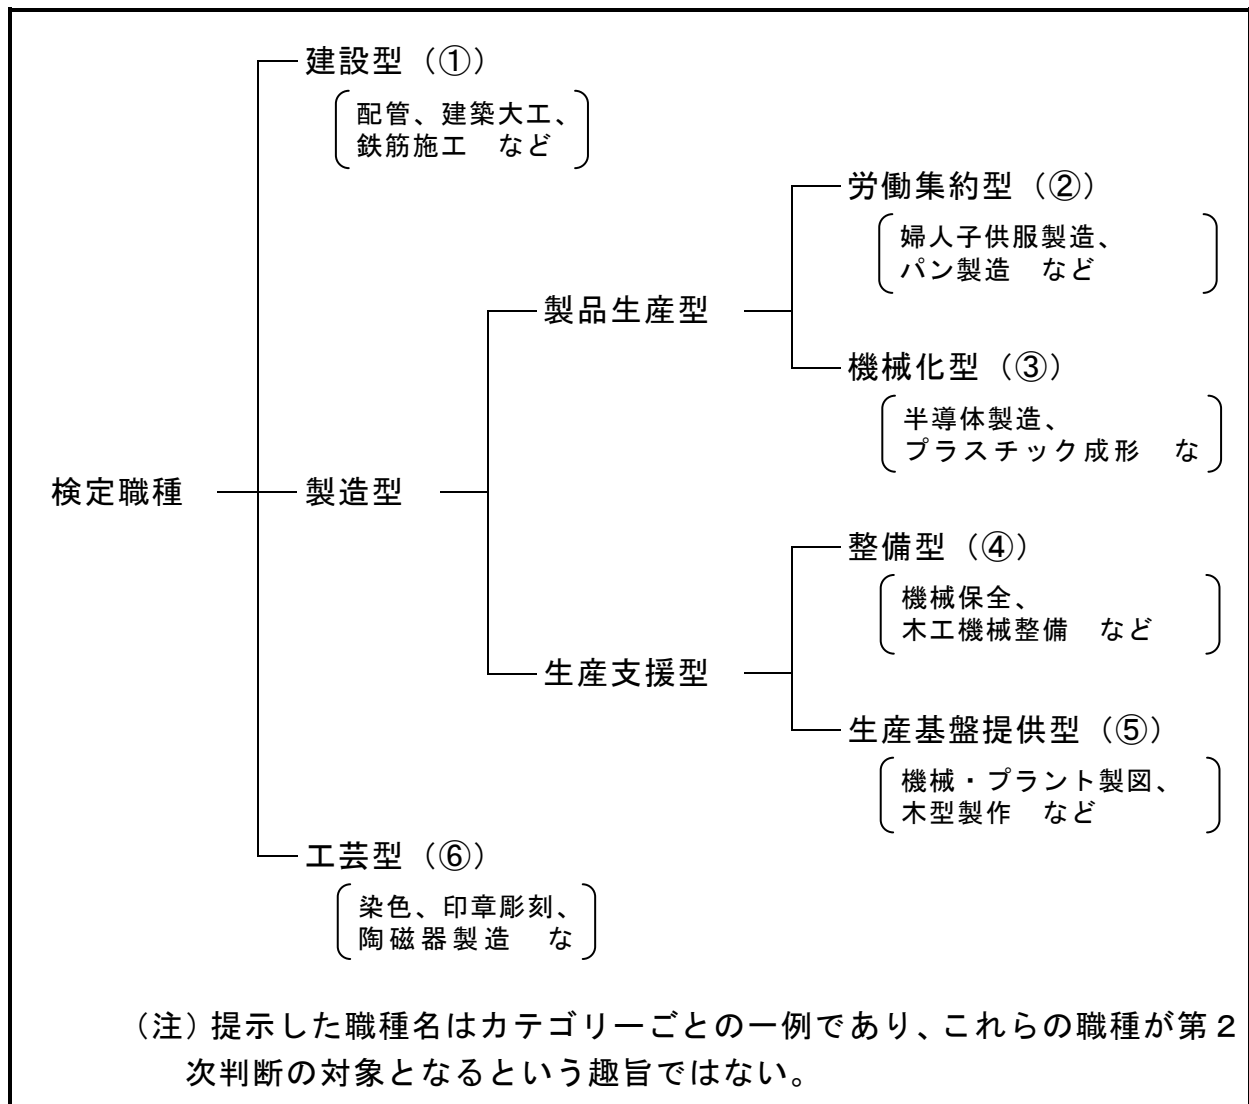 建設型（①）
配管、建築大工、
鉄筋施工　など
労働集約型（②）
婦人子供服製造、
パン製造　など
製品生産型
機械化型（③）
半導体製造、
プラスチック成形　な
検定職種
製造型
整備型（④）
機械保全、
木工機械整備　など
生産支援型
生産基盤提供型（⑤）
機械・プラント製図、
木型製作　など
工芸型（⑥）
染色、印章彫刻、
陶磁器製造　な
（注）提示した職種名はカテゴリーごとの一例であり、これらの職種が第２
次判断の対象となるという趣旨ではない。